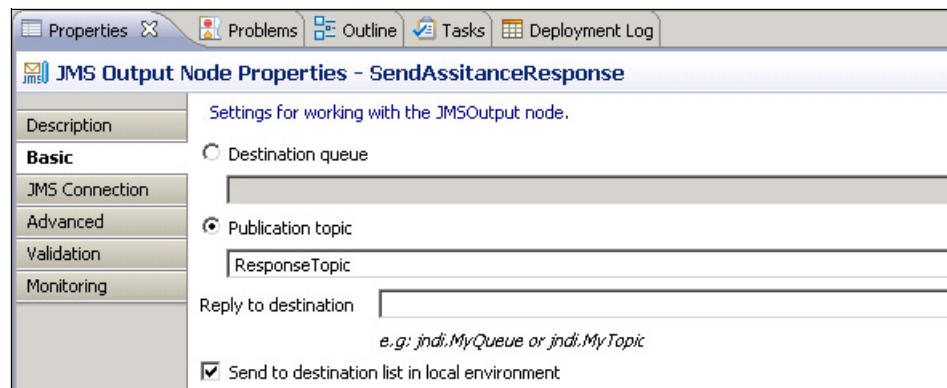 Properties Problems Outline Tasks Deployment Log
JMS JMS Output Node Properties - SendAssitanceResponse
Settings for working with the JMSOutput node.
Description
Basic
JMS Connection
Advanced
Validation
Monitoring
Destination queue
Publication topic
ResponseTopic
Reply to destination
e.g: jndi.MyQueue or jndi.MyTopic
Send to destination list in local environment